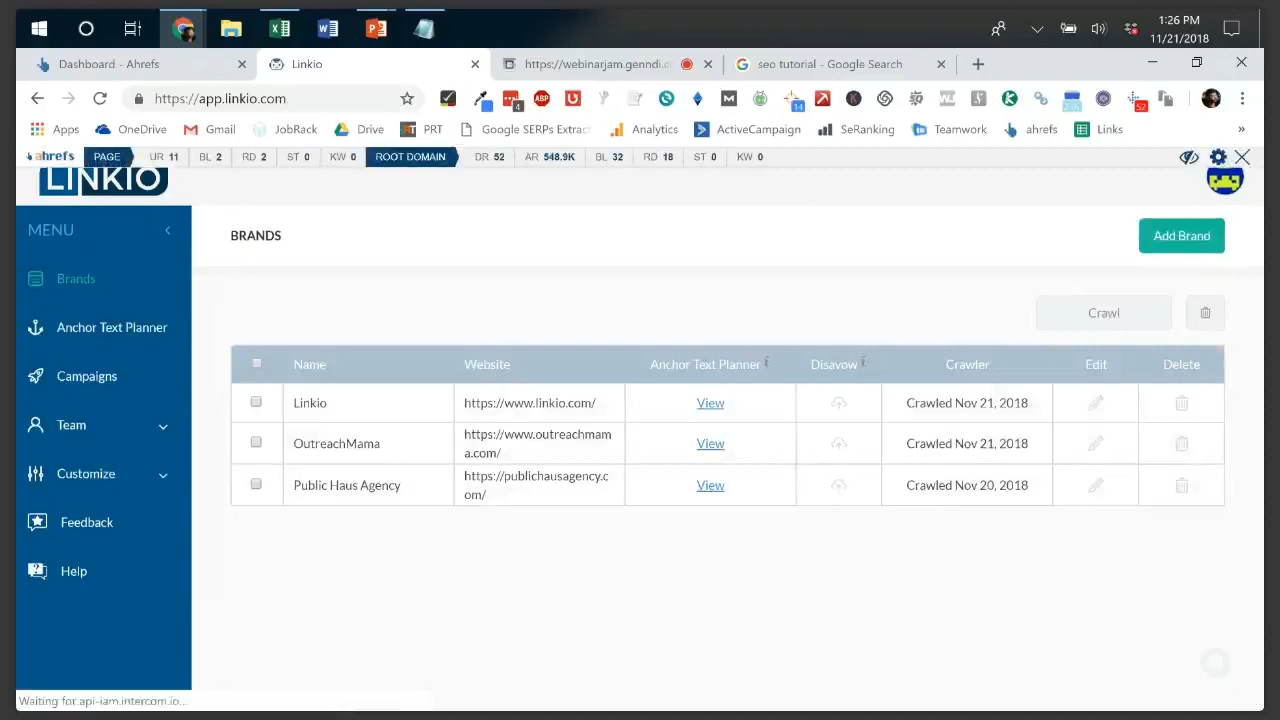 1:26 PM
11/21/2018
Dashboard - Ahrefs
Linkio
https://webinarjam.genndi.c
seo tutorial - Google Search
https://app.linkio.com
4
ABP
14
52
Apps
OneDrive
Gmail
JobRack
Drive
PRT
Google SERPs Extract
Analytics
ActiveCampaign
SeRanking
Teamwork
ahrefs
Links
»
ahrefs PAGE UR 11 BL 2 RD 2 ST 0 KW 0 ROOT DOMAIN DR 52 AR 548.9K BL 32 RD 18 ST 0 KW 0
LINKIO
MENU
BRANDS
Add Brand
Brands
Crawl
Anchor Text Planner
Campaigns
Team
Customize
Feedback
Help
Name Website Anchor Text Planner Disavow Crawler Edit Delete
Linkio https://www.linkio.com/ View Crawled Nov 21, 2018
OutreachMama https://www.outreachmam
a.com/ View Crawled Nov 21, 2018
Public Haus Agency https://publichausagency.c
om/ View Crawled Nov 20, 2018
Waiting for api-iam.intercom.io...